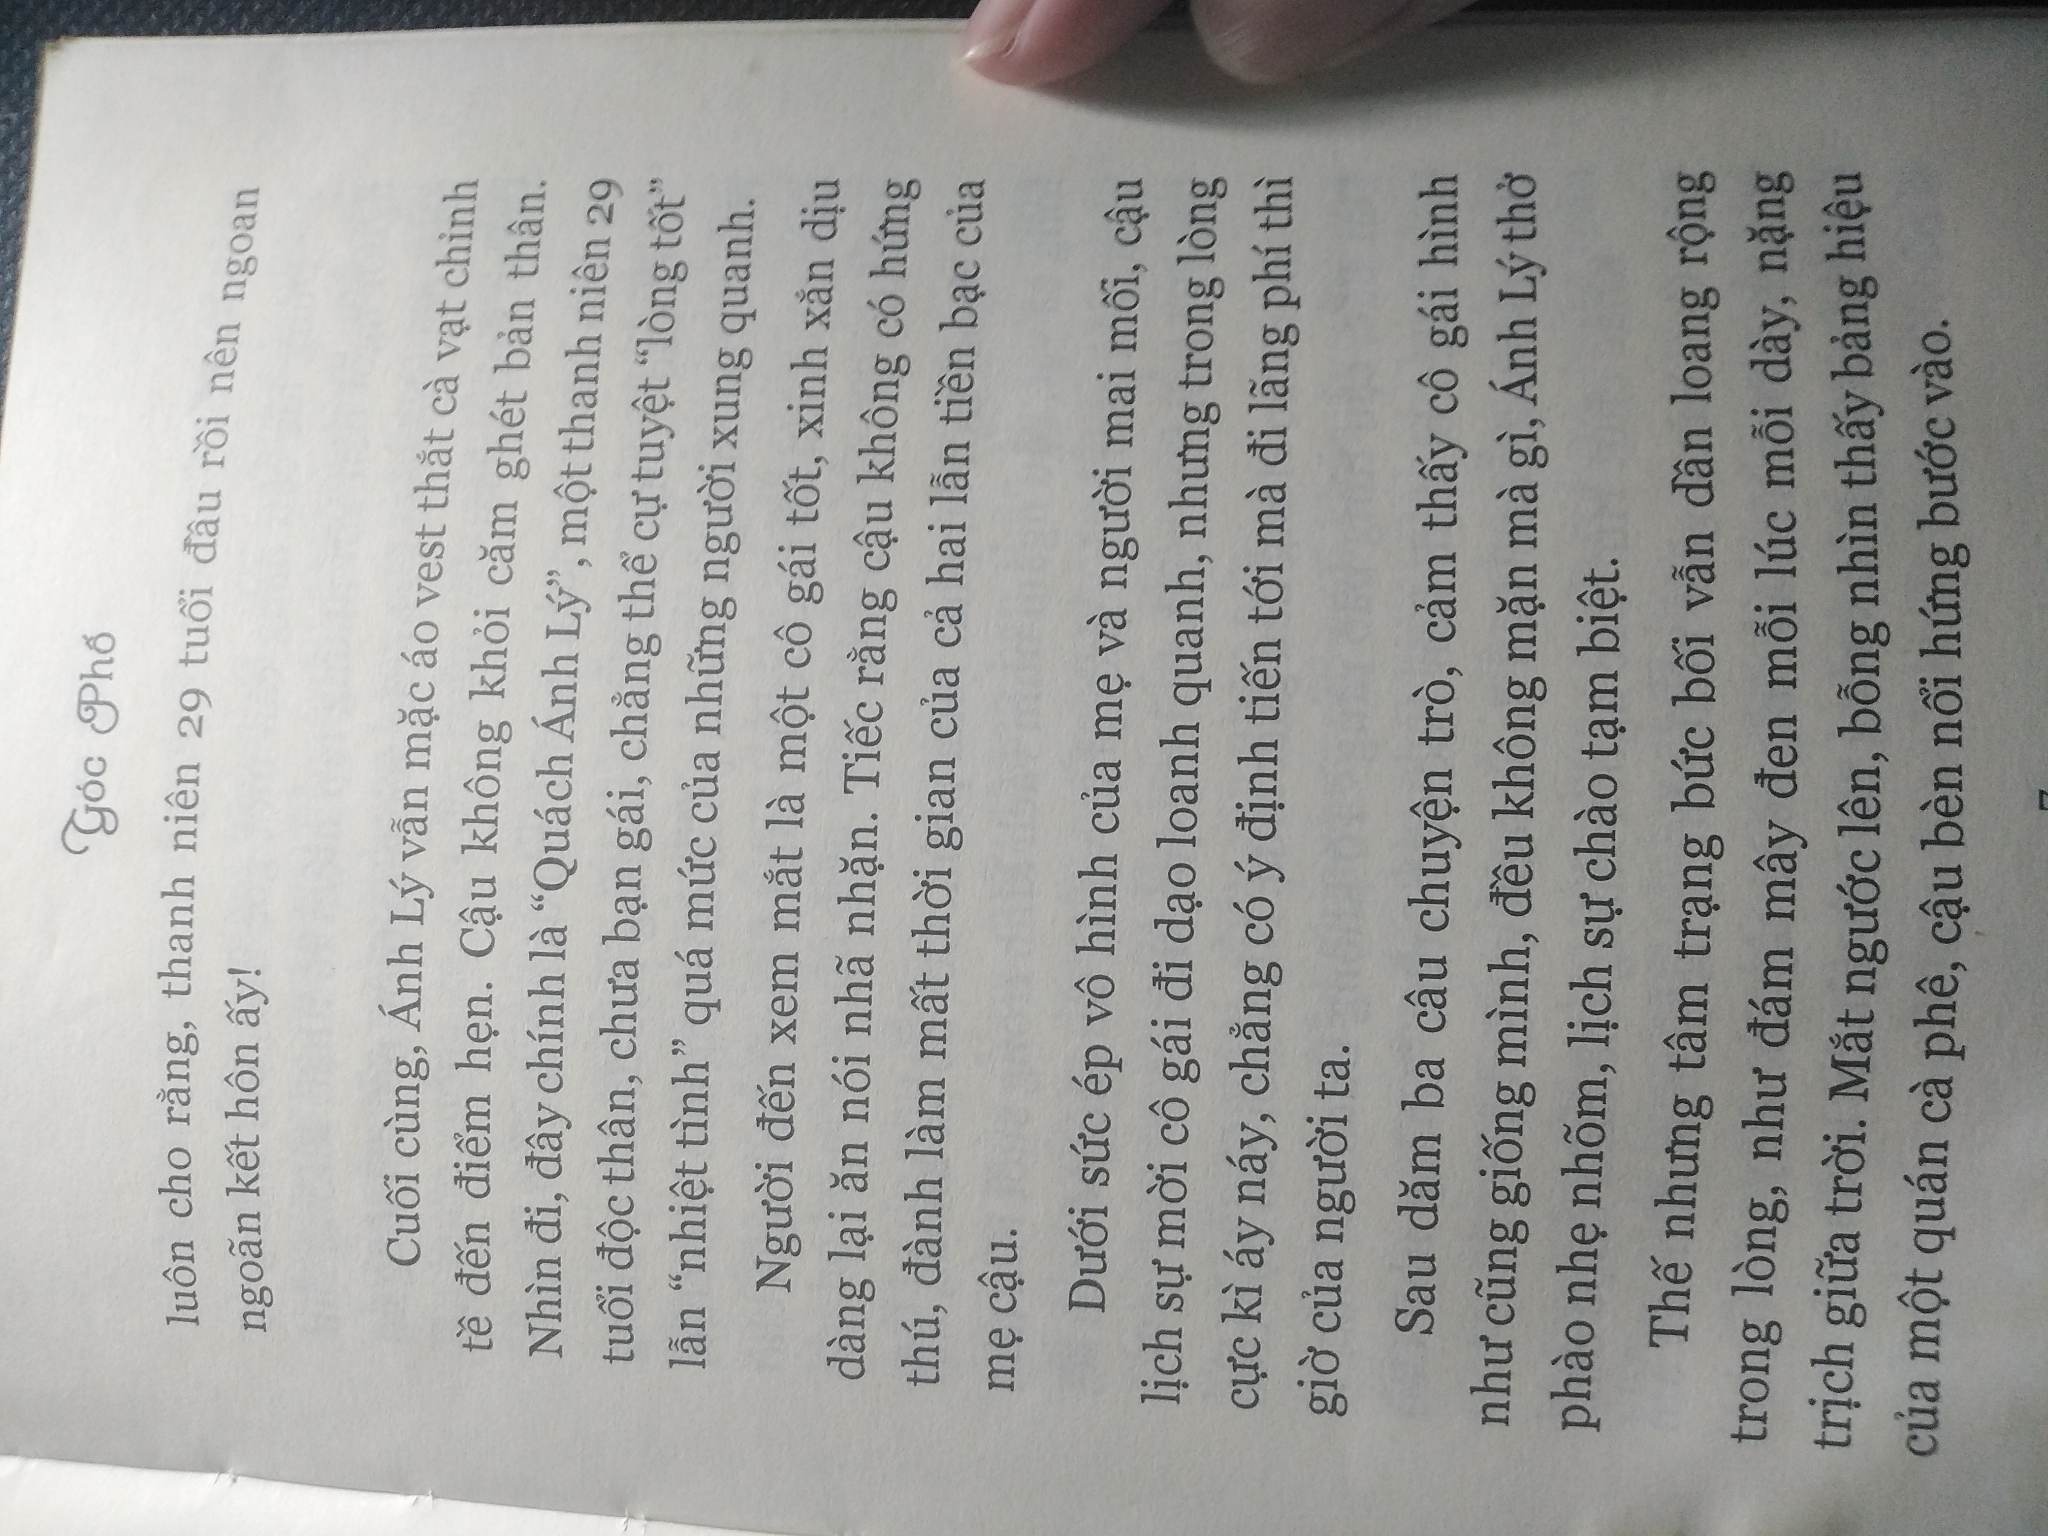 Góc Phố
luôn cho rằng, thanh niên 29 tuổi đầu rồi nên ngoan
ngoãn kết hôn ấy!
Cuối cùng, Ánh Lý vẫn mặc áo vest thắt cà vạt chinh
tề đến điểm hẹn. Cậu không khỏi căm ghét bản thân.
Nhìn đi, đây chính là “Quách Ánh Lý”, một thanh niên 29
tuổi độc thân, chưa bạn gái, chẳng thể cự tuyệt “lòng tốt”
lẫn “nhiệt tình” quá mức của những người xung quanh.
Người đến xem mắt là một cô gái tốt, xinh xắn dịu
dàng lại ăn nói nhã nhặn. Tiếc rằng cậu không có hứng
thú, đành làm mất thời gian của cả hai lẫn tiền bạc của
mẹ cậu.
Dưới sức ép vô hình của mẹ và người mai mối, cậu
lịch sự mời cô gái đi dạo loanh quanh, nhưng trong lòng
cực kì áy náy, chẳng có ý định tiến tới mà đi lãng phí thì
giờ của người ta.
Sau dăm ba câu chuyện trò, cảm thấy cô gái hình
như cũng giống mình, đều không mặn mà gì, Ánh Lý thở
phào nhẹ nhõm, lịch sự chào tạm biệt.
Thế nhưng tâm trạng bức bối vẫn dần loang rộng
trong lòng, như đám mây đen mỗi lúc mỗi dày, nặng
trịch giữa trời. Mắt ngước lên, bỗng nhìn thấy bảng hiệu
của một quán cà phê, cậu bèn nổi hứng bước vào.
7